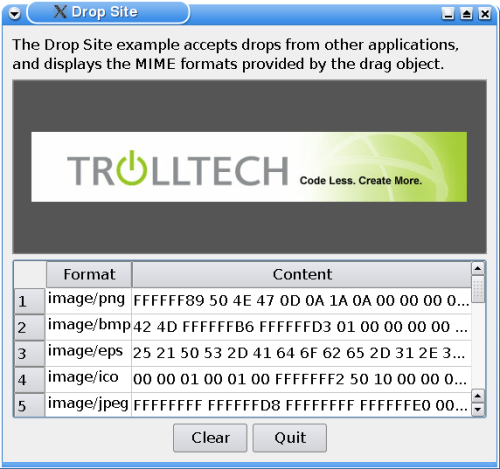 Drop Site
The Drop Site example accepts drops from other applications,
and displays the MIME formats provided by the drag object.
TROLLTECH Code Less. Create More.
Format Content
1 image/png FFFFFF89 50 4E 47 0D 0A 1A 0A 00 00 00 0...
2 image/bmp 42 4D FFFFFFB6 FFFFFFD3 01 00 00 00 00 ...
3 image/eps 25 21 50 53 2D 41 64 6F 62 65 2D 31 2E 3...
4 image/ico 00 00 01 00 01 00 FFFFFFF2 50 10 00 00 0...
5 image/jpeg FFFFFFFF FFFFFFD8 FFFFFFFF FFFFFFE0 00...
Clear Quit